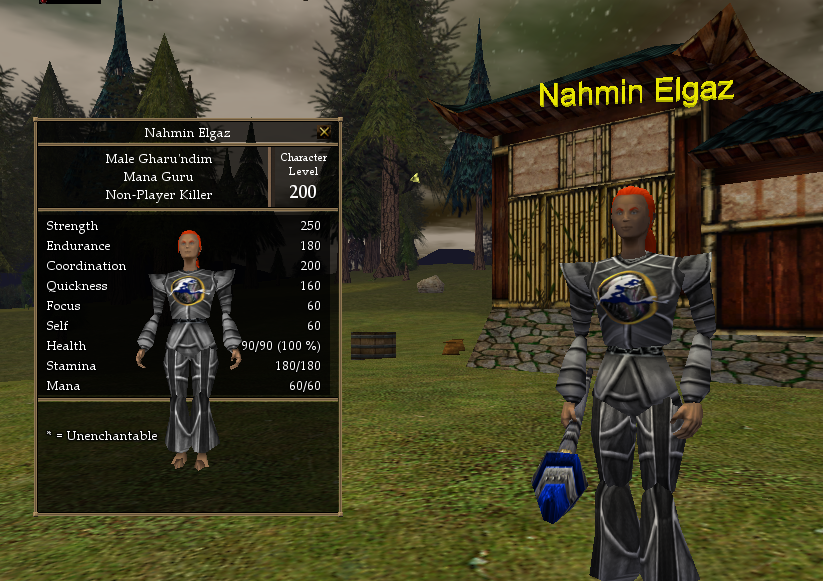 Nahmin Elgaz
Nahmin Elgaz
Male Gharu'ndim
Mana Guru
Non-Player Killer
Character
Level
200
Strength 250
Endurance 180
Coordination 200
Quickness 160
Focus 60
Self 60
Health 90/90 (100 %)
Stamina 180/180
Mana 60/60
* = Unenchantable